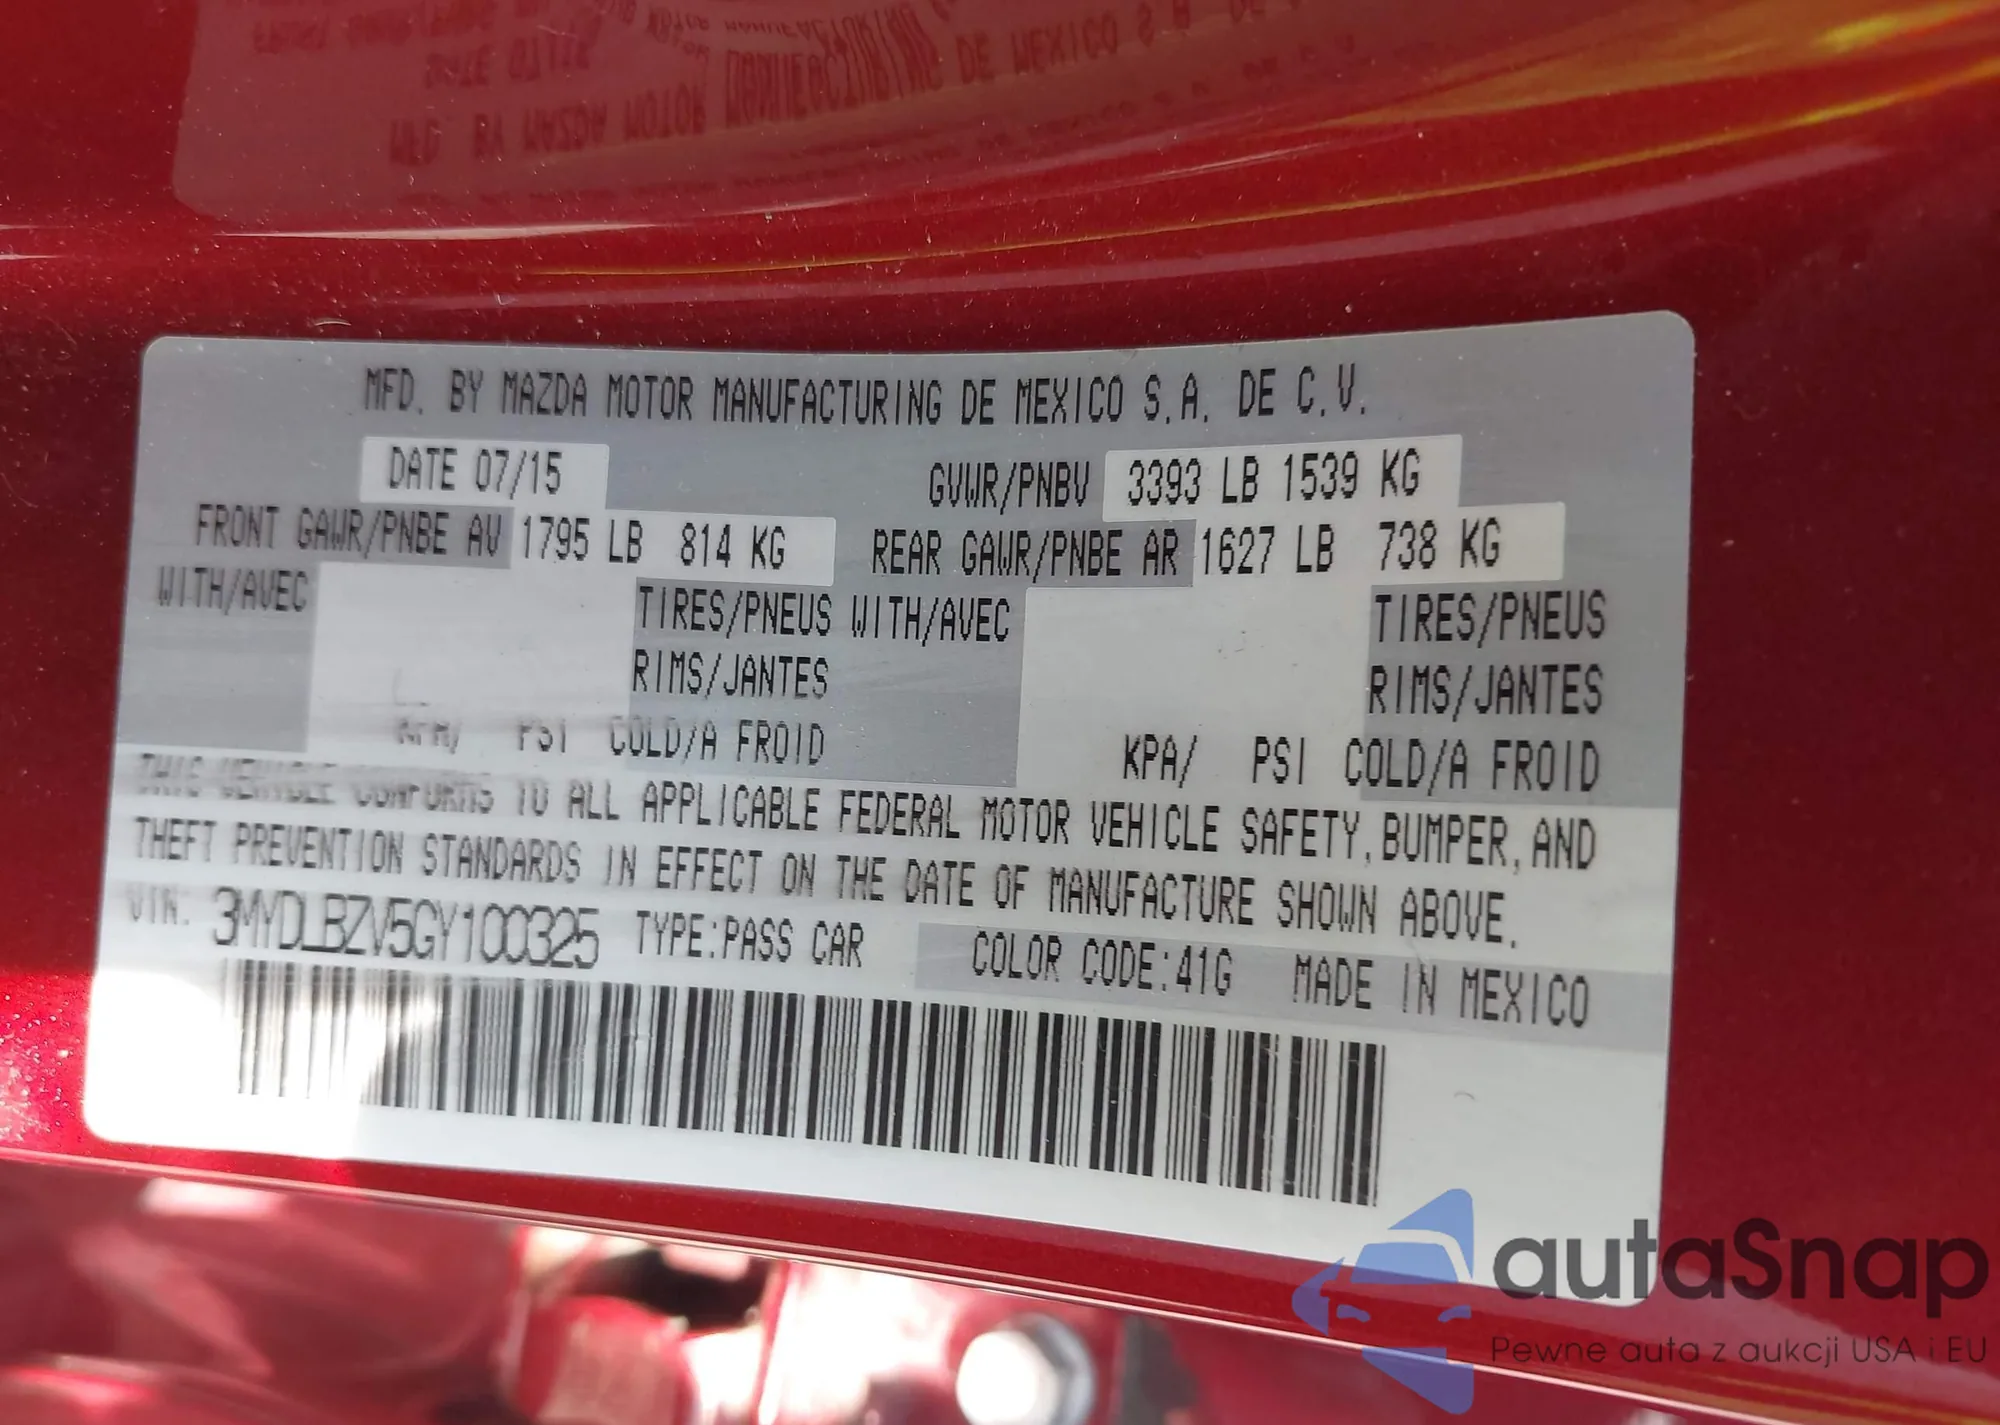 MFD. BY MAZDA MOTOR MANUFACTURING DE MEXICO S.A. DE C.V.
DATE 07/15 GVWR/PNBV 3393 LB 1539 KG
FRONT GAWR/PNBE AV 1795 LB 814 KG REAR GAWR/PNBE AR 1627 LB 738 KG
WITH/AVEC TIRES/PNEUS WITH/AVEC TIRES/PNEUS
RIMS/JANTES RIMS/JANTES
KPA/ PSI COLD/A FROID KPA/ PSI COLD/A FROID
THIS VEHICLE CONFORMS TO ALL APPLICABLE FEDERAL MOTOR VEHICLE SAFETY, BUMPER, AND
THEFT PREVENTION STANDARDS IN EFFECT ON THE DATE OF MANUFACTURE SHOWN ABOVE.
VIN: 3MYDLBZV5GY100325 TYPE:PASS CAR COLOR CODE:41G MADE IN MEXICO
autaSnap
Pewne auta z aukcji USA i EU